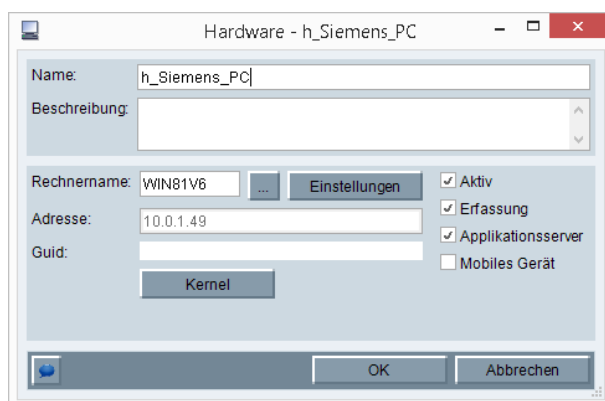 Hardware - h_Siemens_PC
Name: h_Siemens_PC
Beschreibung:
Rechnername: WIN81V6 ... Einstellungen
Aktiv
Adresse: 10.0.1.49
Erfassung
Guid:
Applikationsserver
Mobiles Gerät
Kernel
OK Abbrechen